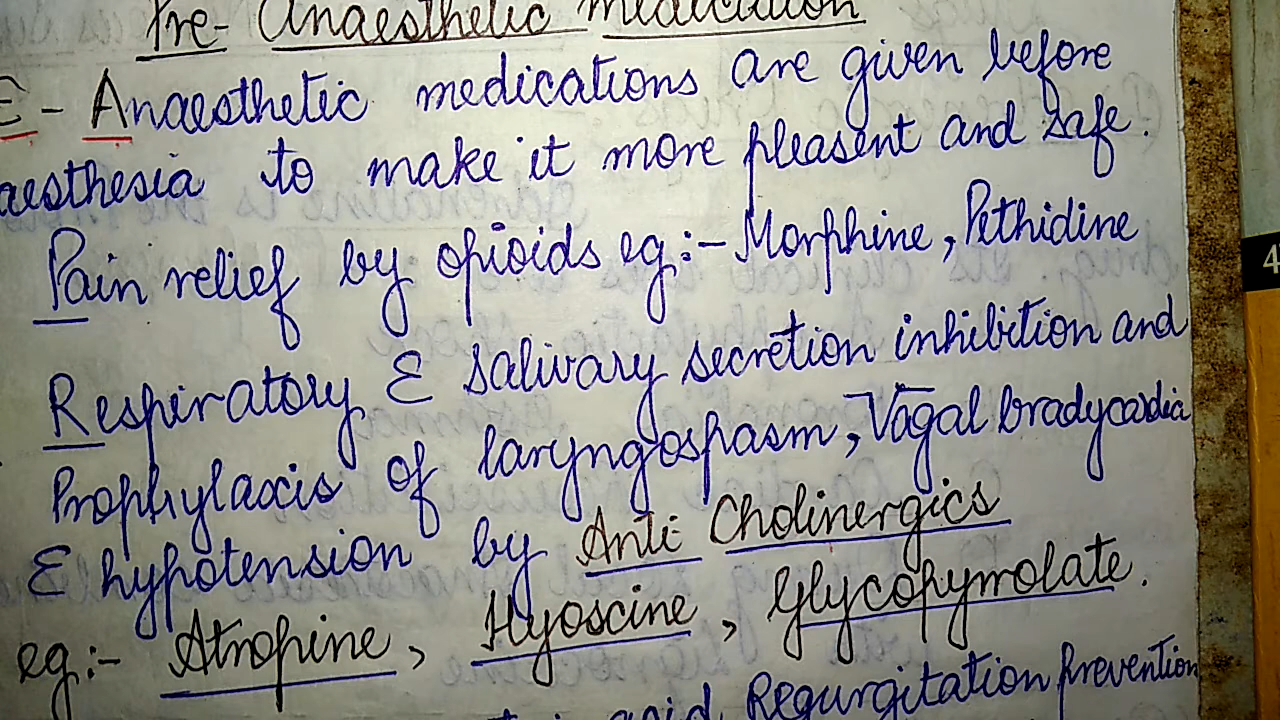 Pre- Anaesthetic medication
E - Anaesthetic medications are given before
aesthesia to make it more pleasent and safe.
Pain relief by opioids eg:- Morphine, Pethidine
Respiratory & salivary secretion inhibition and
Prophylaxis of laryngospasm, Vagal bradycardia
& hypotension by Anti Cholinergics
eg:- Atropine, Hyoscine, Glycopyrrolate.
acid Regurgitation prevention
4